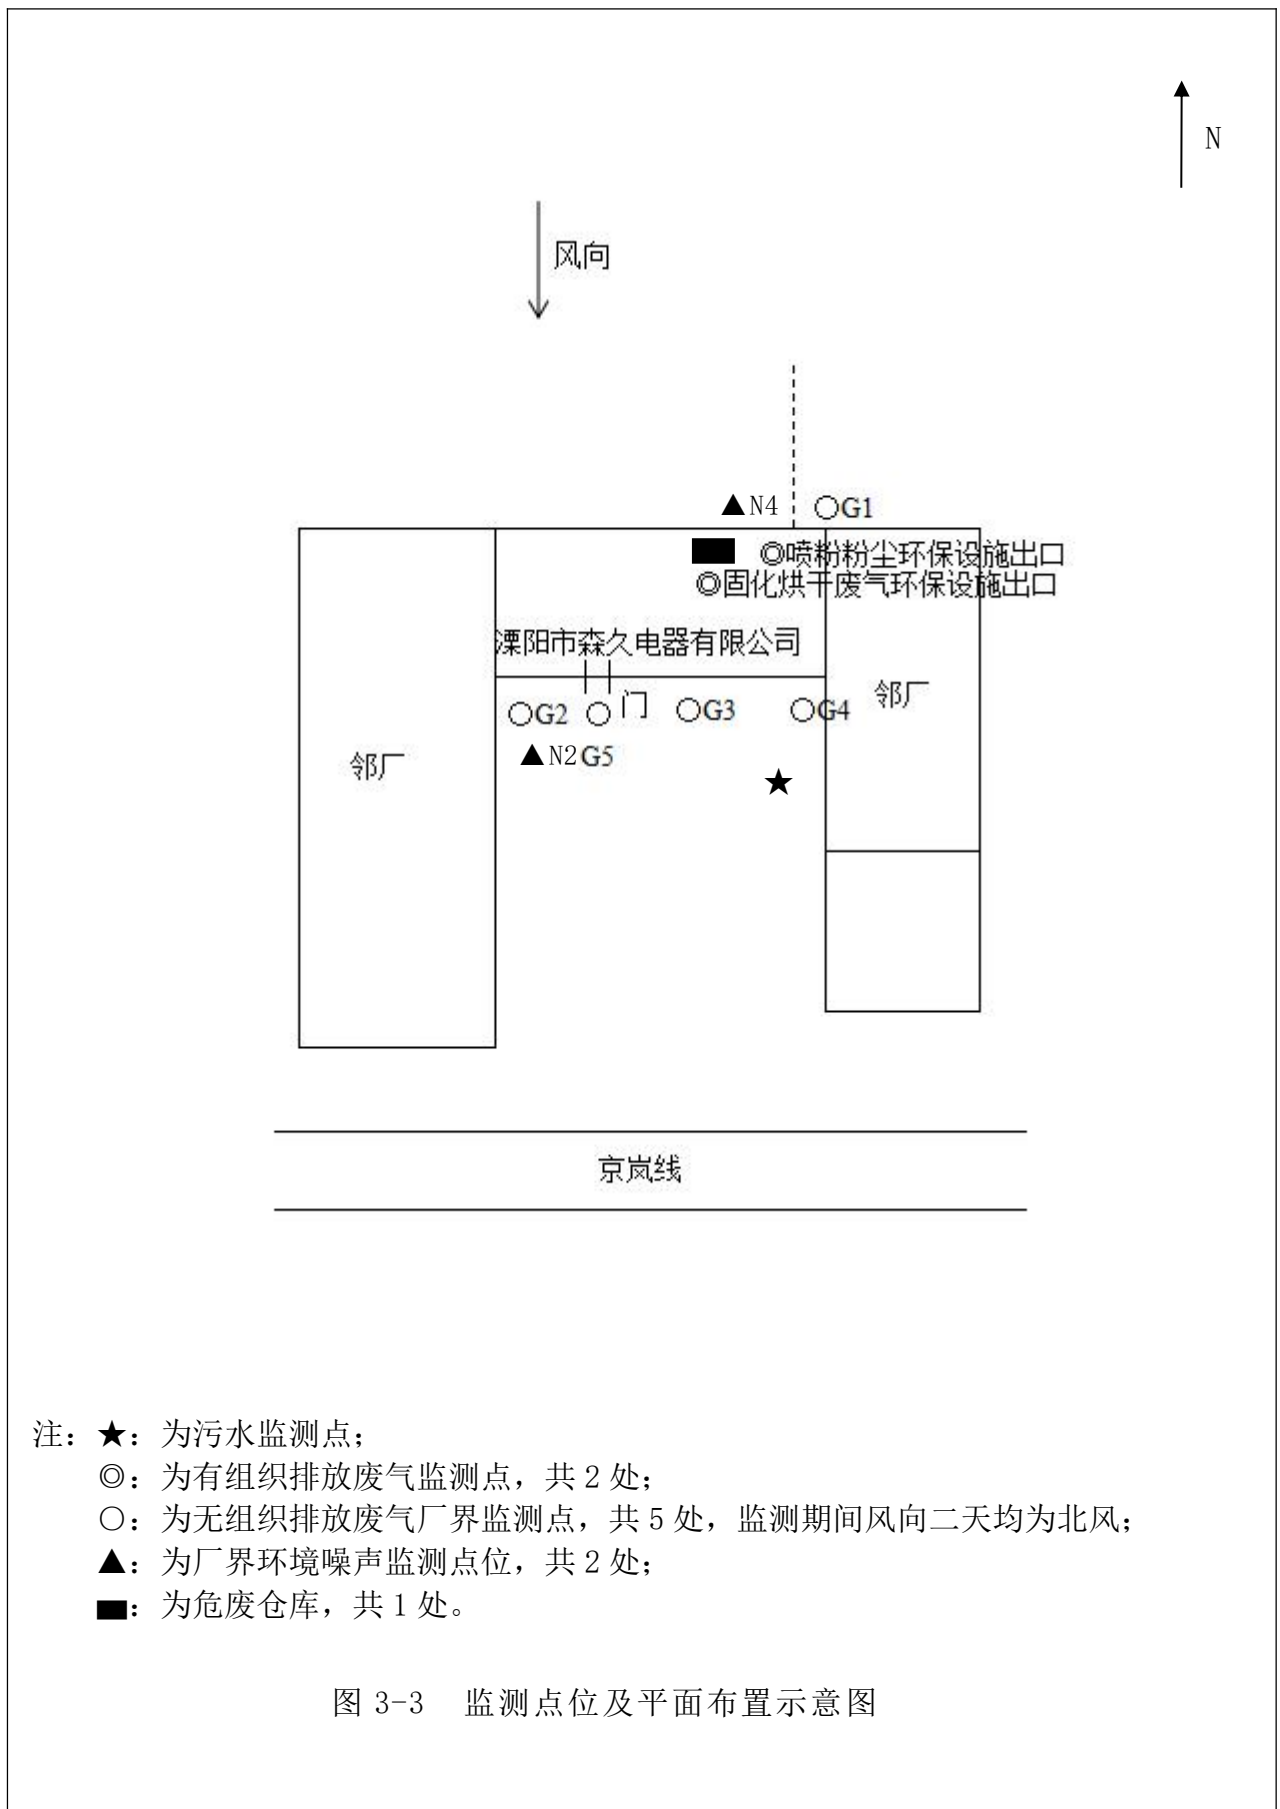 N
风向
▲N4
○G1
◎喷粉粉尘环保设施出口
◎固化烘干废气环保设施出口
溧阳市森久电器有限公司
邻厂
○G2
门
○G3
○G4
▲N2
G5
邻厂
★
京岚线
注：★：为污水监测点；
◎：为有组织排放废气监测点，共 2 处；
○：为无组织排放废气厂界监测点，共 5 处，监测期间风向二天均为北风；
▲：为厂界环境噪声监测点位，共 2 处；
■：为危废仓库，共 1 处。
图 3-3 监测点位及平面布置示意图